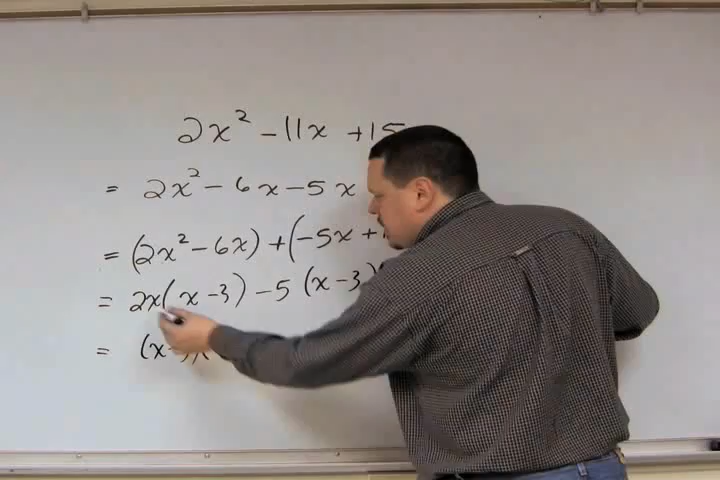 2x² - 11x + 15
= 2x² - 6x - 5x
= (2x² - 6x) + (-5x +
= 2x(x - 3) - 5(x - 3)
= (x